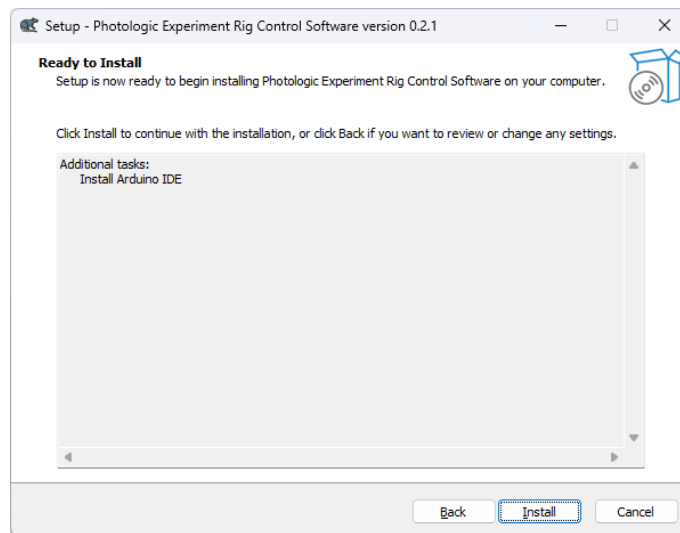 Setup - Photologic Experiment Rig Control Software version 0.2.1
Ready to Install
Setup is now ready to begin installing Photologic Experiment Rig Control Software on your computer.
Click Install to continue with the installation, or click Back if you want to review or change any settings.
Additional tasks:
Install Arduino IDE
Back
Install
Cancel